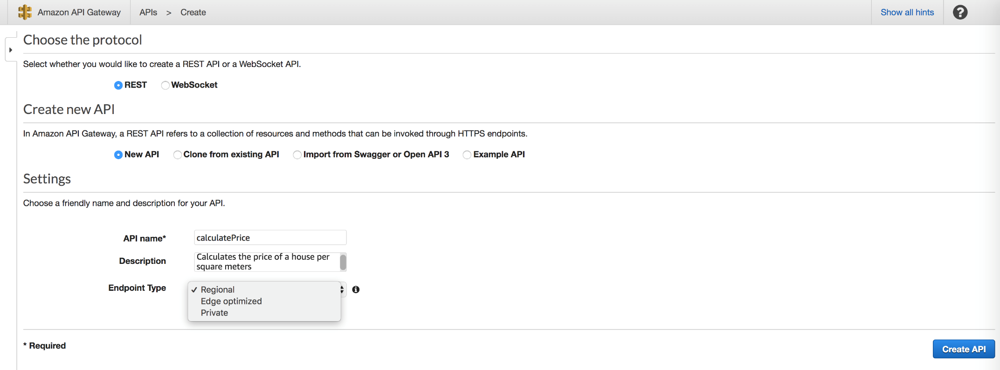 Amazon API Gateway APIs > Create Show all hints ?
Choose the protocol
Select whether you would like to create a REST API or a WebSocket API.
REST WebSocket
Create new API
In Amazon API Gateway, a REST API refers to a collection of resources and methods that can be invoked through HTTPS endpoints.
New API Clone from existing API Import from Swagger or Open API 3 Example API
Settings
Choose a friendly name and description for your API.
API name* calculatePrice
Description Calculates the price of a house per
square meters
Endpoint Type ✓ Regional
Edge optimized
Private
* Required Create API